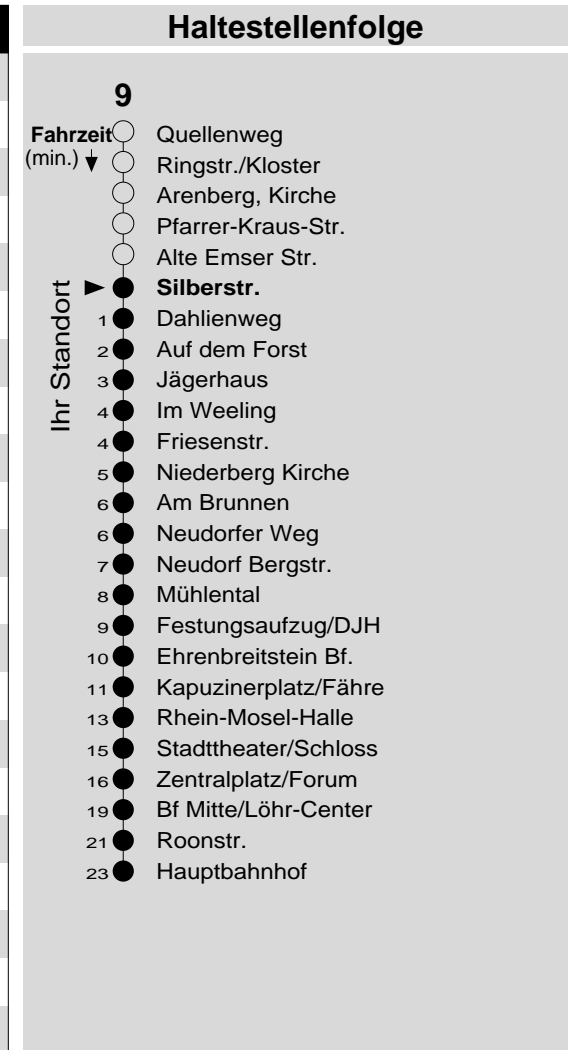 Haltestellenfolge
9
Fahrzeit
(min.)
Ihr Standort
Quellenweg
Ringstr./Kloster
Arenberg, Kirche
Pfarrer-Kraus-Str.
Alte Emser Str.
Silberstr.
1 Dahlienweg
2 Auf dem Forst
3 Jägerhaus
4 Im Weeling
4 Friesenstr.
5 Niederberg Kirche
6 Am Brunnen
6 Neudorfer Weg
7 Neudorf Bergstr.
8 Mühlental
9 Festungsaufzug/DJH
10 Ehrenbreitstein Bf.
11 Kapuzinerplatz/Fähre
13 Rhein-Mosel-Halle
15 Stadttheater/Schloss
16 Zentralplatz/Forum
19 Bf Mitte/Löhr-Center
21 Roonstr.
23 Hauptbahnhof